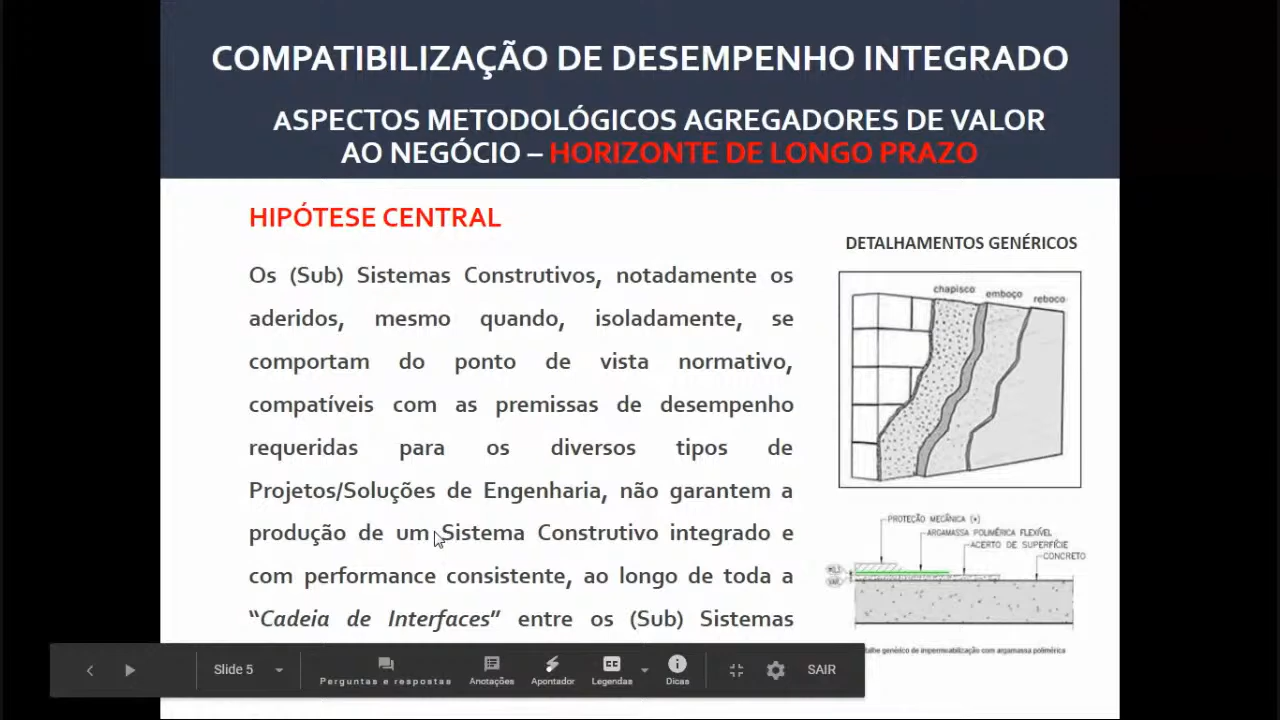 COMPATIBILIZAÇÃO DE DESEMPENHO INTEGRADO
ASPECTOS METODOLÓGICOS AGREGADORES DE VALOR
AO NEGÓCIO – HORIZONTE DE LONGO PRAZO
HIPÓTESE CENTRAL
Os (Sub) Sistemas Construtivos, notadamente os
aderidos, mesmo quando, isoladamente, se
comportam do ponto de vista normativo,
compatíveis com as premissas de desempenho
requeridas para os diversos tipos de
Projetos/Soluções de Engenharia, não garantem a
produção de um Sistema Construtivo integrado e
com performance consistente, ao longo de toda a
“Cadeia de Interfaces” entre os (Sub) Sistemas
DETALHAMENTOS GENÉRICOS
chapisco
emboço
reboco
PROTEÇÃO MECÂNICA (*)
ARGAMASSA POLIMÉRICA FLEXÍVEL
ACERTO DE SUPERFÍCIE
CONCRETO
genérico de impermeabilização com argamassa polimérica
Slide 5
Perguntas e respostas
Anotações
Apontador
CC
Legendas
Dicas
SAIR